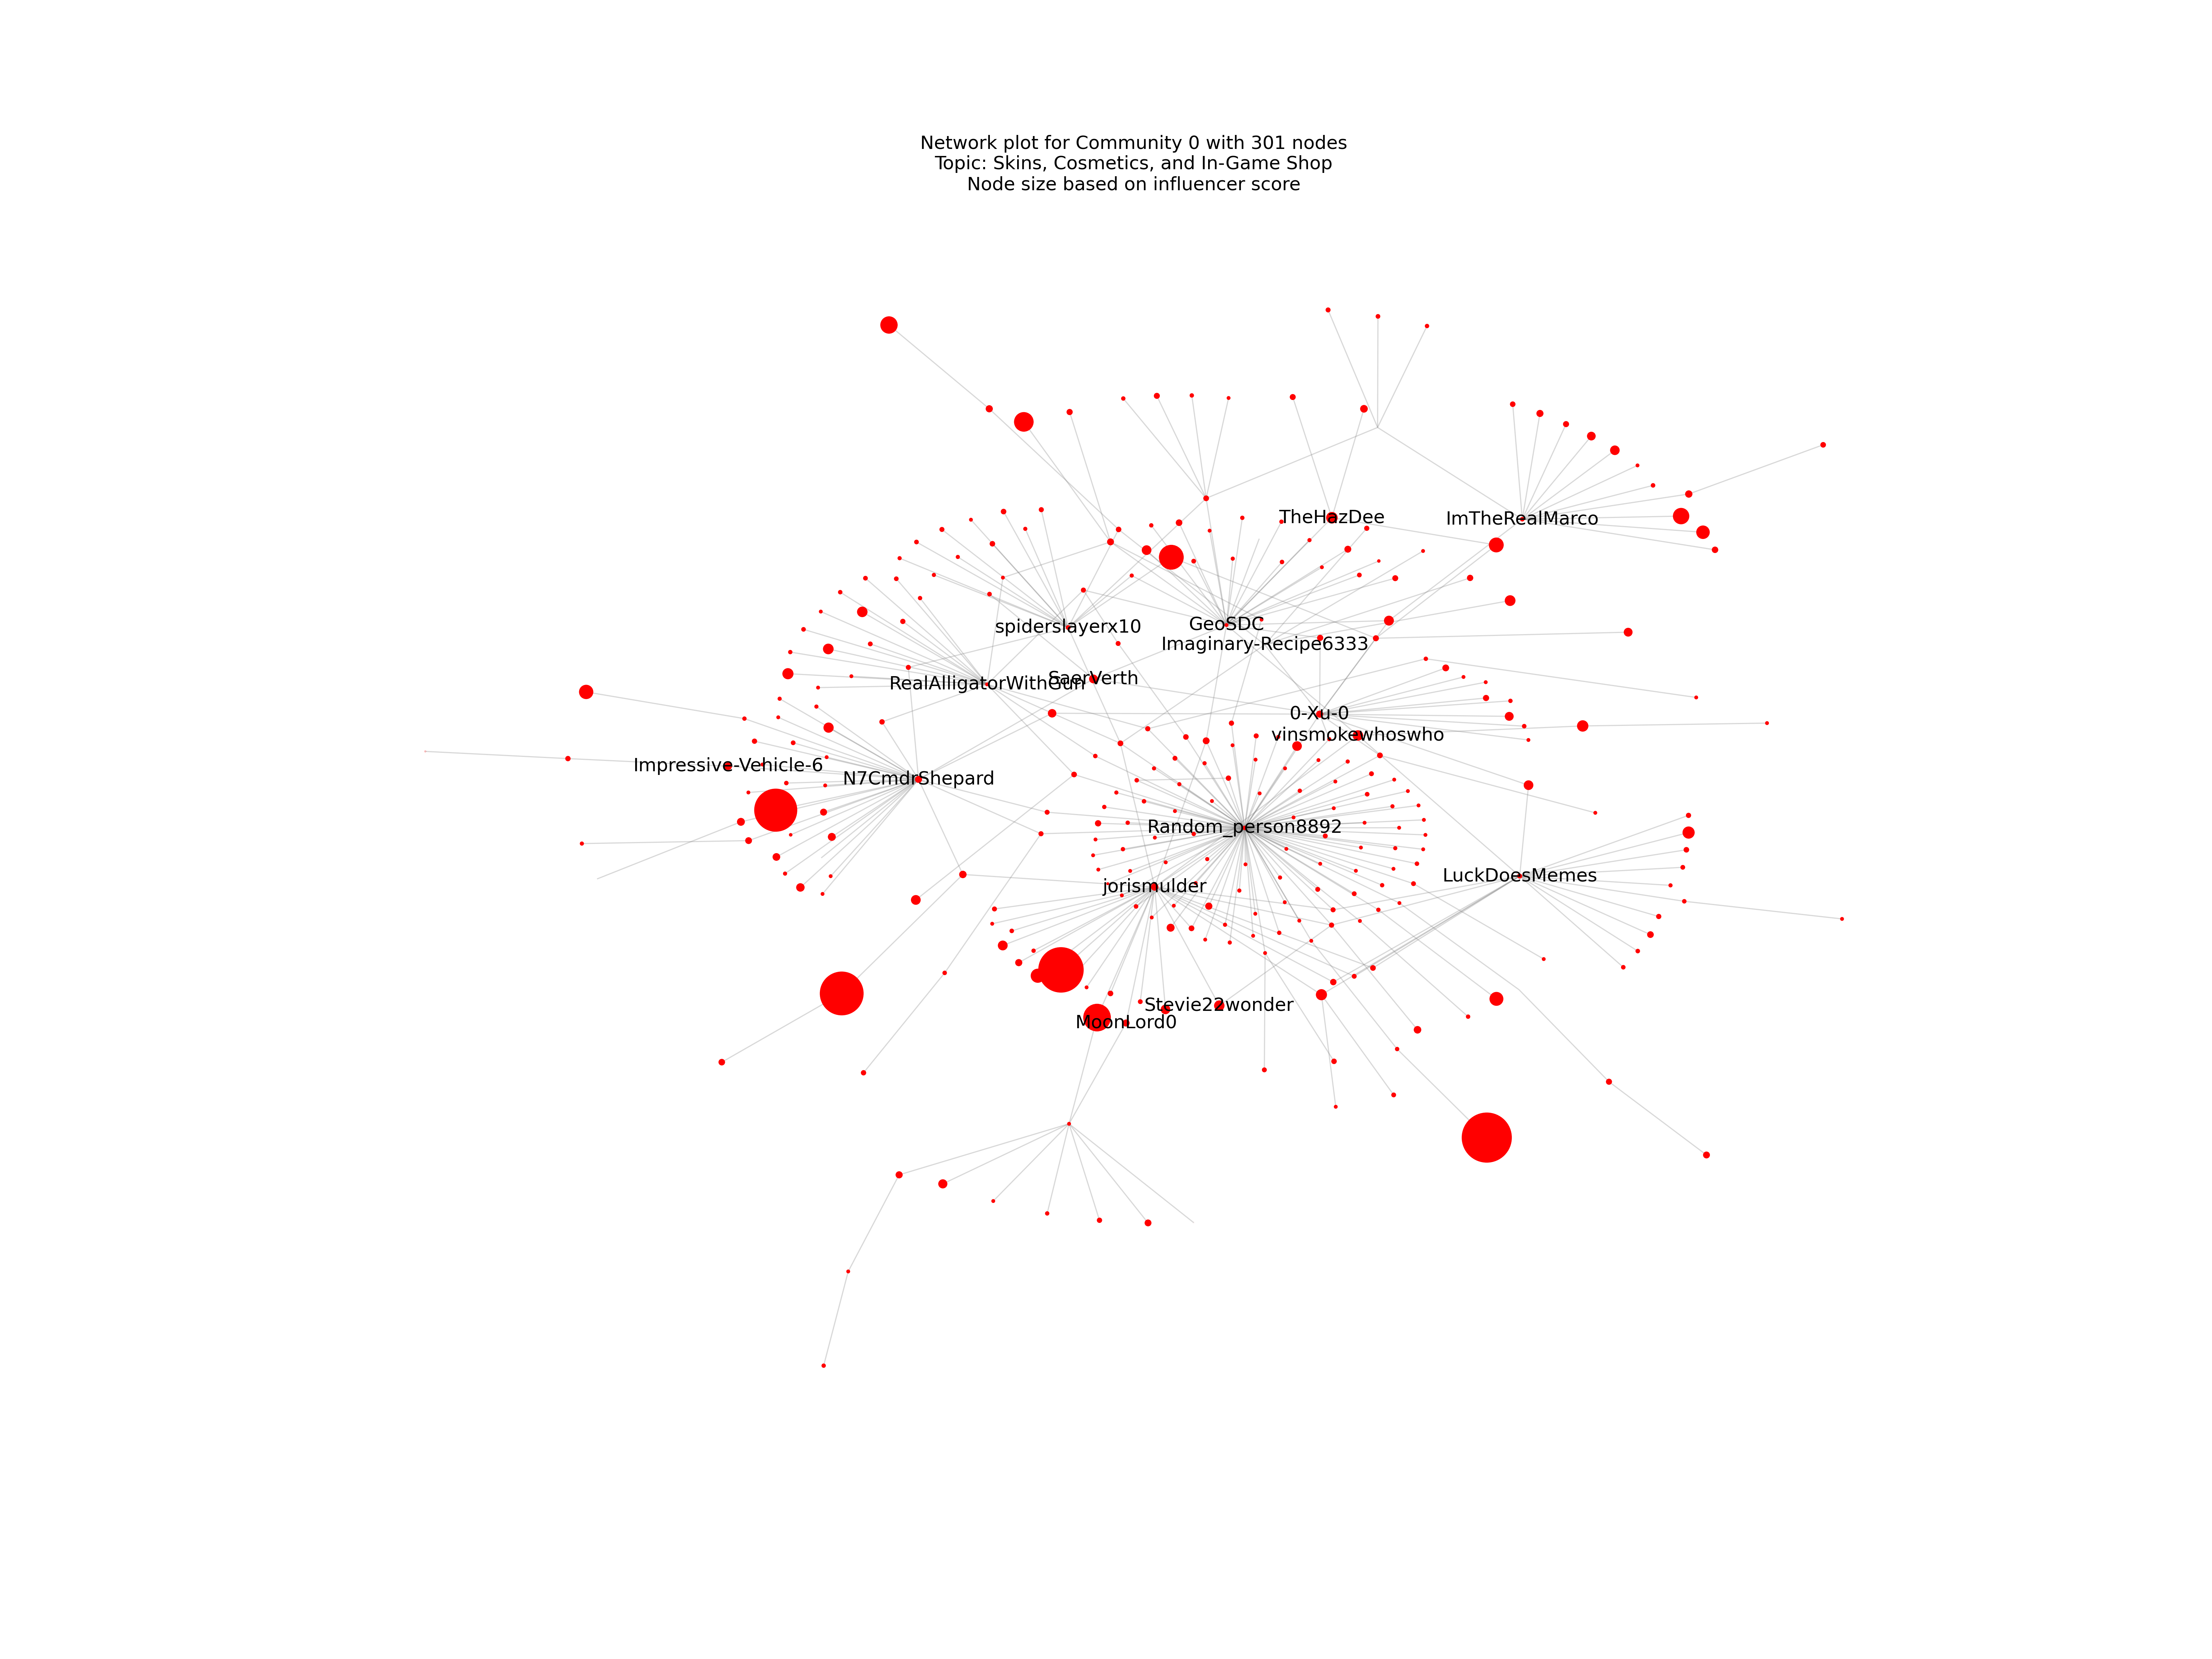 Network plot for Community 0 with 301 nodes
Topic: Skins, Cosmetics, and In-Game Shop
Node size based on influencer score
TheHazDee
ImTheRealMarco
spiderslayerx10
GeoSDC
Imaginary-Recipe6333
RealAlligatorWithGun
SaerVerth
0-Xu-0
vinsmokewhoswho
Impressive-Vehicle-6
N7CmdrShepard
Random_person8892
jorismulder
LuckDoesMemes
Stevie22wonder
MoonLord0